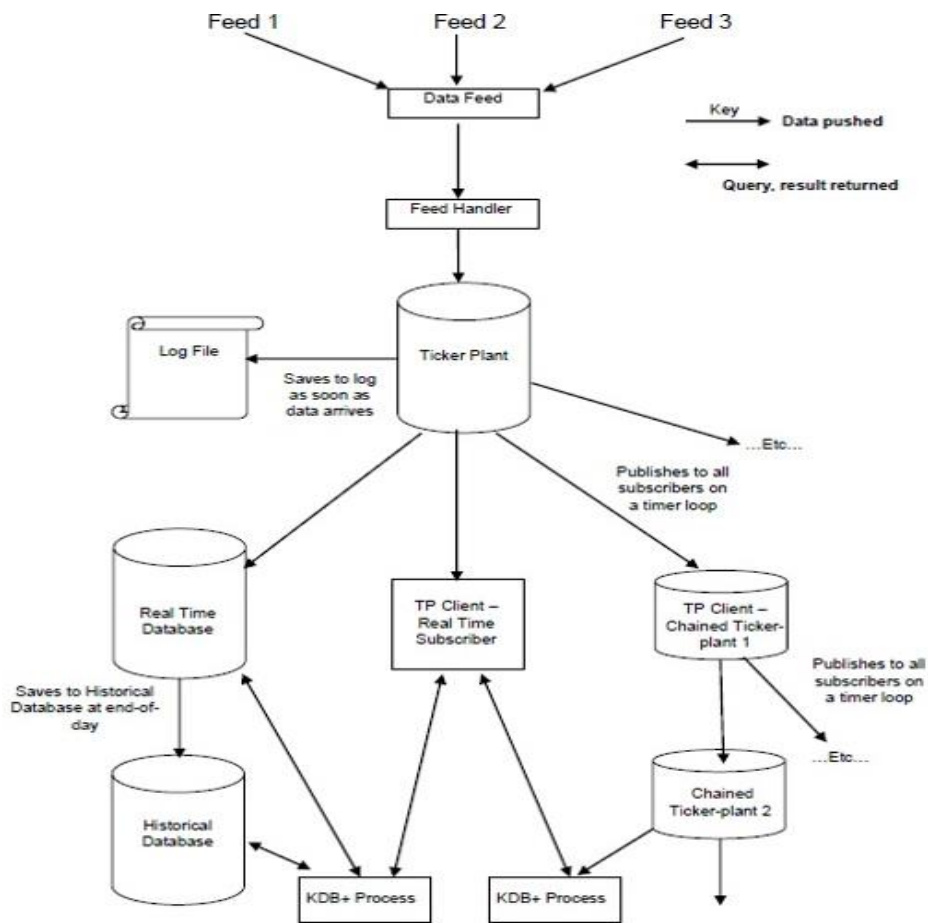 Feed 1
Feed 2
Feed 3
Data Feed
Key
Data pushed
Query, result returned
Feed Handler
Log File
Ticker Plant
Saves to log
as soon as
data arrives
...Etc...
Publishes to all
subscribers on
a timer loop
Real Time
Database
TP Client –
Real Time
Subscriber
TP Client –
Chained Ticker-
plant 1
Saves to Historical
Database at end-of-
day
Publishes to all
subscribers on
a timer loop
...Etc...
Historical
Database
Chained
Ticker-plant 2
KDB+ Process
KDB+ Process